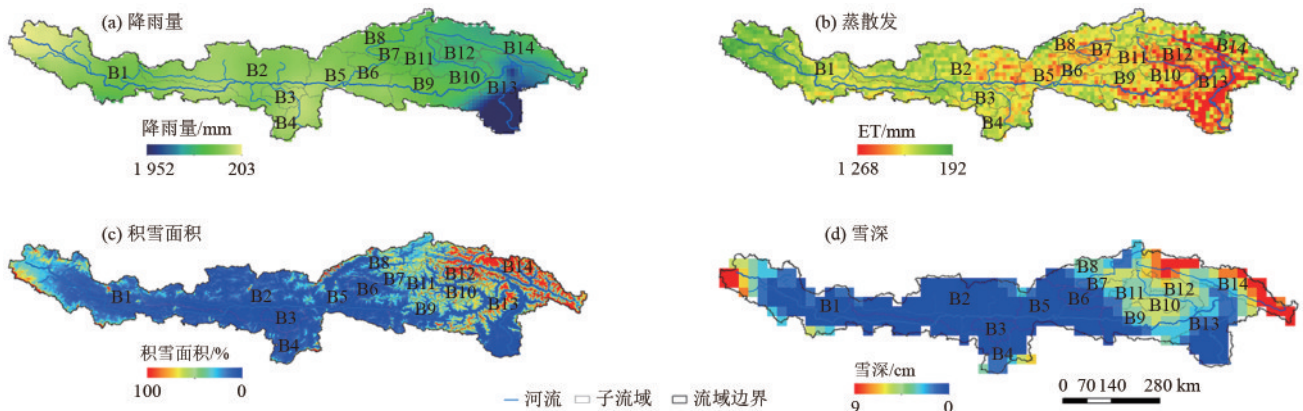 (a) 降雨量
B1
B2
B3
B4
B5
B6
B7
B8
B9
B10
B11
B12
B13
B14
降雨量/mm
1 952 203
(b) 蒸散发
B1
B2
B3
B4
B5
B6
B7
B8
B9
B10
B11
B12
B13
B14
ET/mm
1 268 192
(c) 积雪面积
B1
B2
B3
B4
B5
B6
B7
B8
B9
B10
B11
B12
B13
B14
积雪面积/%
100 0
(d) 雪深
B1
B2
B3
B4
B5
B6
B7
B8
B9
B10
B11
B12
B13
B14
雪深/cm
9 0
0 70 140 280 km
河流 子流域 流域边界